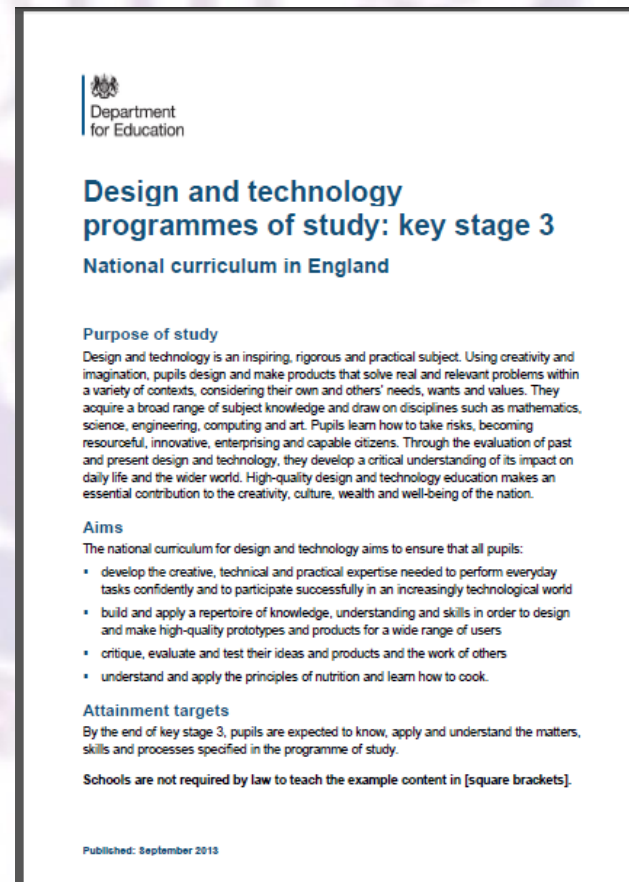 Department
for Education
Design and technology
programmes of study: key stage 3
National curriculum in England
Purpose of study
Design and technology is an inspiring, rigorous and practical subject. Using creativity and
imagination, pupils design and make products that solve real and relevant problems within
a variety of contexts, considering their own and others' needs, wants and values. They
acquire a broad range of subject knowledge and draw on disciplines such as mathematics,
science, engineering, computing and art. Pupils learn how to take risks, becoming
resourceful, innovative, enterprising and capable citizens. Through the evaluation of past
and present design and technology, they develop a critical understanding of its impact on
daily life and the wider world. High-quality design and technology education makes an
essential contribution to the creativity, culture, wealth and well-being of the nation.
Aims
The national curriculum for design and technology aims to ensure that all pupils:
▪ develop the creative, technical and practical expertise needed to perform everyday
tasks confidently and to participate successfully in an increasingly technological world
▪ build and apply a repertoire of knowledge, understanding and skills in order to design
and make high-quality prototypes and products for a wide range of users
▪ critique, evaluate and test their ideas and products and the work of others
▪ understand and apply the principles of nutrition and learn how to cook.
Attainment targets
By the end of key stage 3, pupils are expected to know, apply and understand the matters,
skills and processes specified in the programme of study.
Schools are not required by law to teach the example content in [square brackets].
Published: September 2013